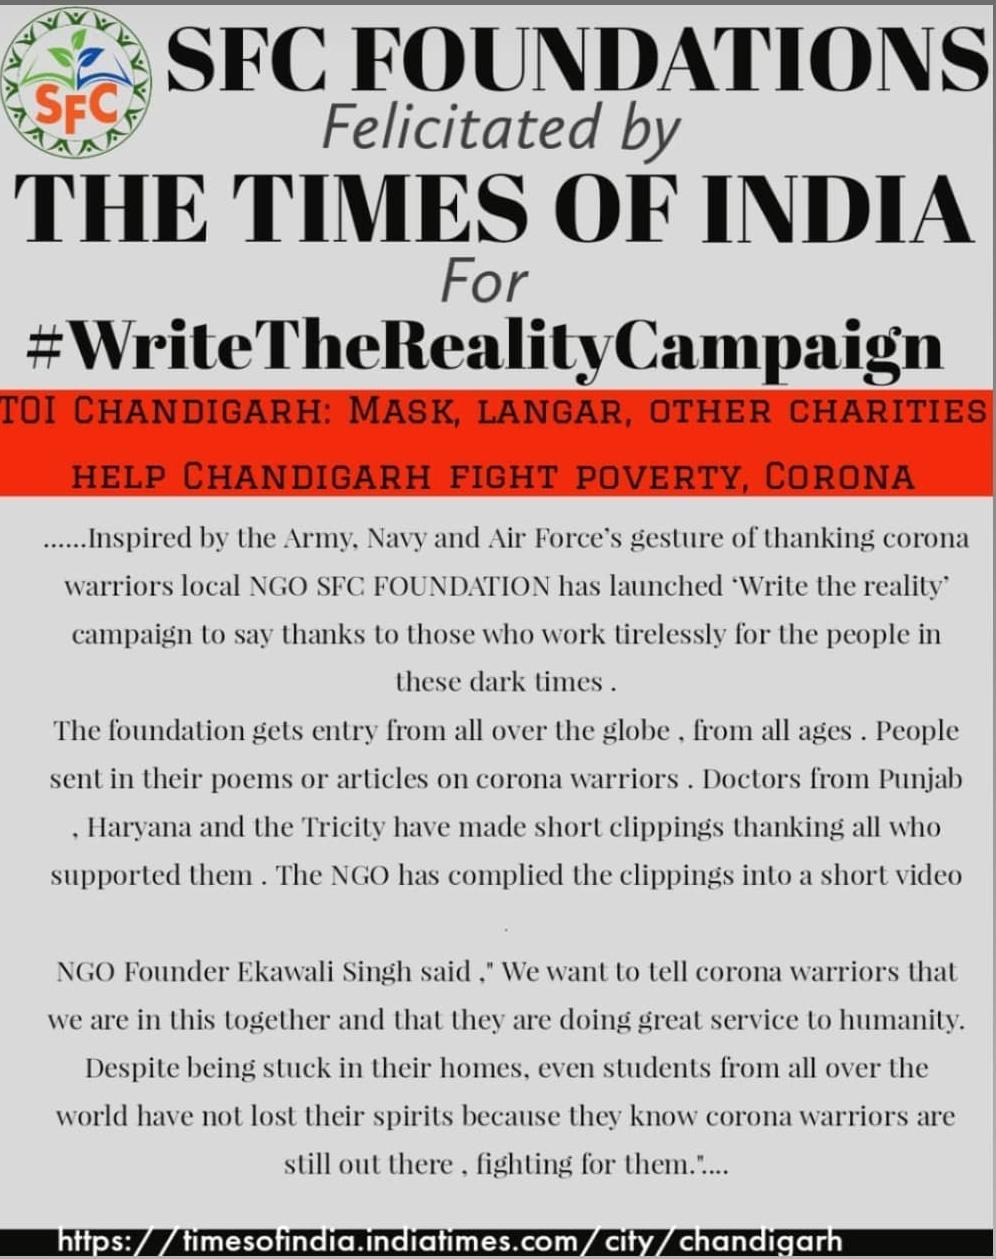 SFC
SFC FOUNDATIONS
Felicitated by
THE TIMES OF INDIA
For
#WriteTheRealityCampaign
TOI CHANDIGARH: MASK, LANGAR, OTHER CHARITIES
HELP CHANDIGARH FIGHT POVERTY, CORONA
......Inspired by the Army, Navy and Air Force's gesture of thanking corona
warriors local NGO SFC FOUNDATION has launched ‘Write the reality’
campaign to say thanks to those who work tirelessly for the people in
these dark times .
The foundation gets entry from all over the globe , from all ages . People
sent in their poems or articles on corona warriors . Doctors from Punjab
, Haryana and the Tricity have made short clippings thanking all who
supported them . The NGO has complied the clippings into a short video
.
NGO Founder Ekawali Singh said ," We want to tell corona warriors that
we are in this together and that they are doing great service to humanity.
Despite being stuck in their homes, even students from all over the
world have not lost their spirits because they know corona warriors are
still out there , fighting for them."....
https://timesofindia.indiatimes.com/city/chandigarh